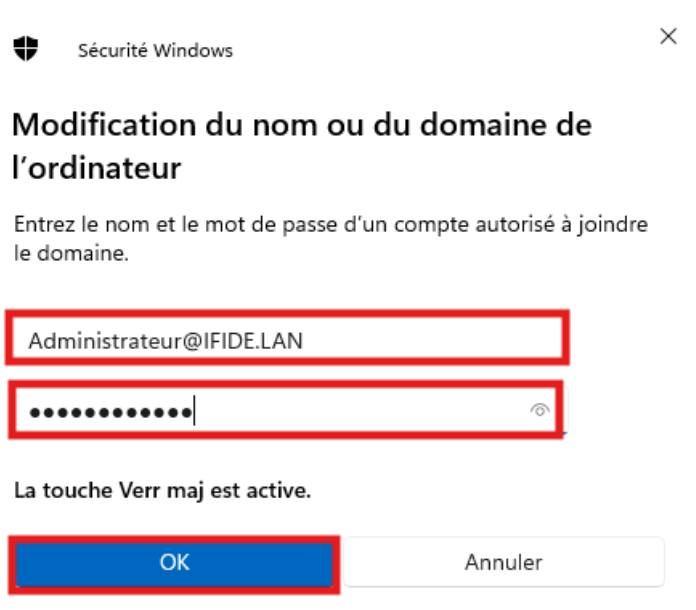 Sécurité Windows
Modification du nom ou du domaine de
l'ordinateur
Entrez le nom et le mot de passe d'un compte autorisé à joindre
le domaine.
Administrateur@IFIDE.LAN
●●●●●●●●●●●●
La touche Verr maj est active.
OK
Annuler